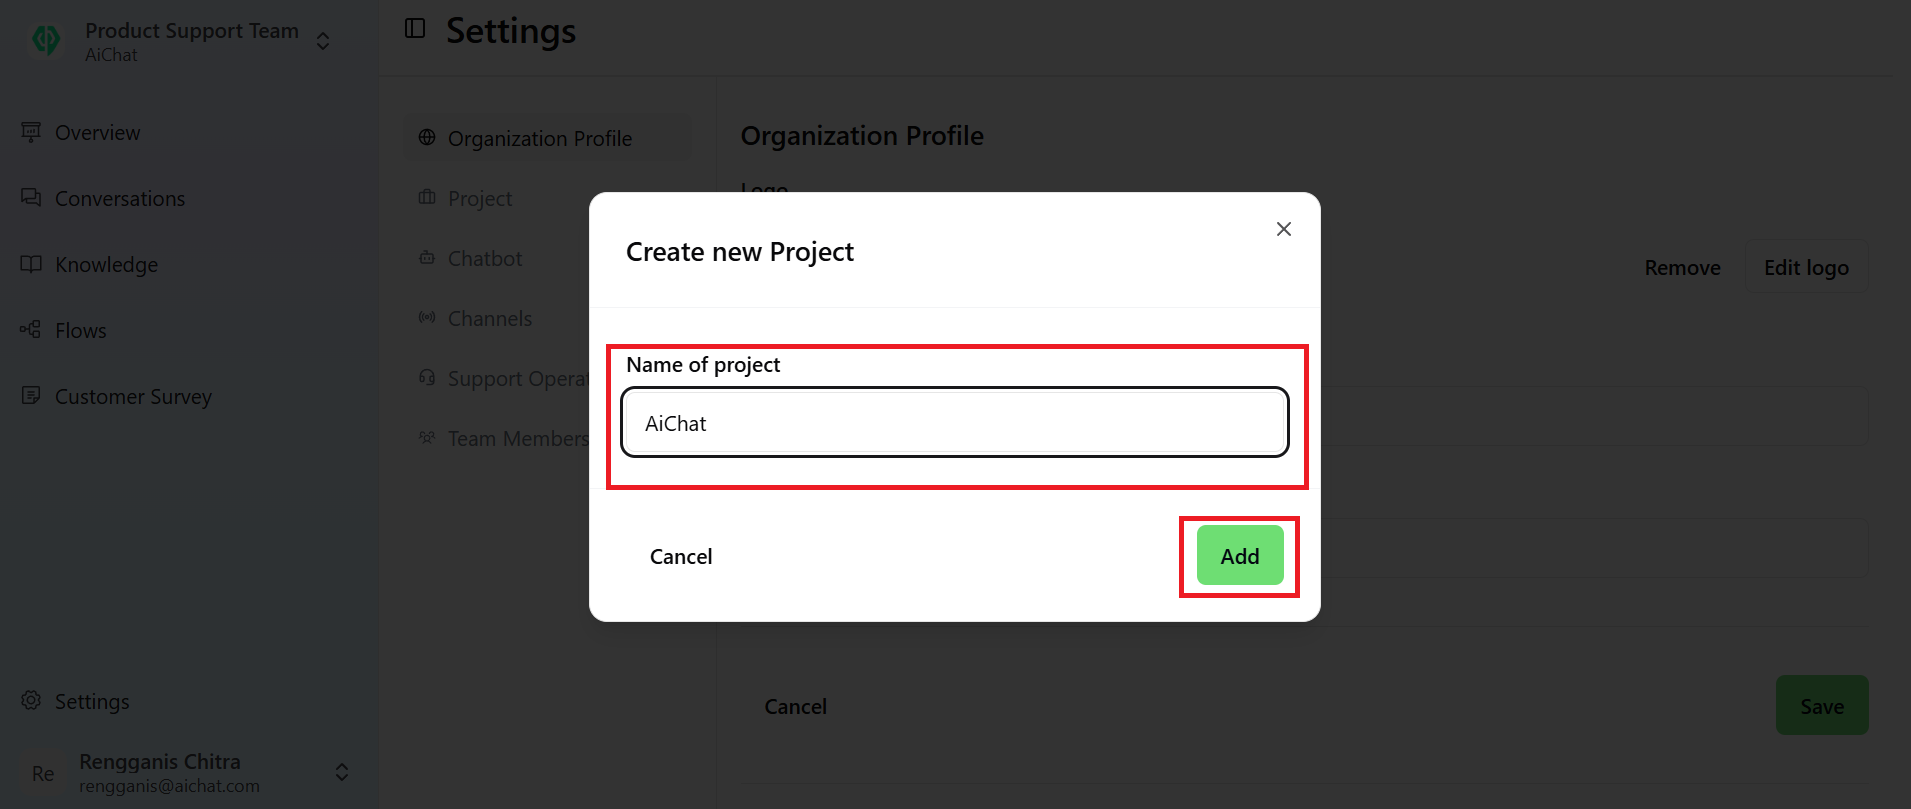 Product Support Team
AiChat
Overview
Conversations
Knowledge
Flows
Customer Survey
Settings
Re
Rengganis Chitra
rengganis@aichat.com
Settings
Organization Profile
Project
Chatbot
Channels
Support Operat
Team Members
Organization Profile
Logo
Remove
Edit logo
Create new Project
Name of project
AiChat
Cancel
Add
Cancel
Save